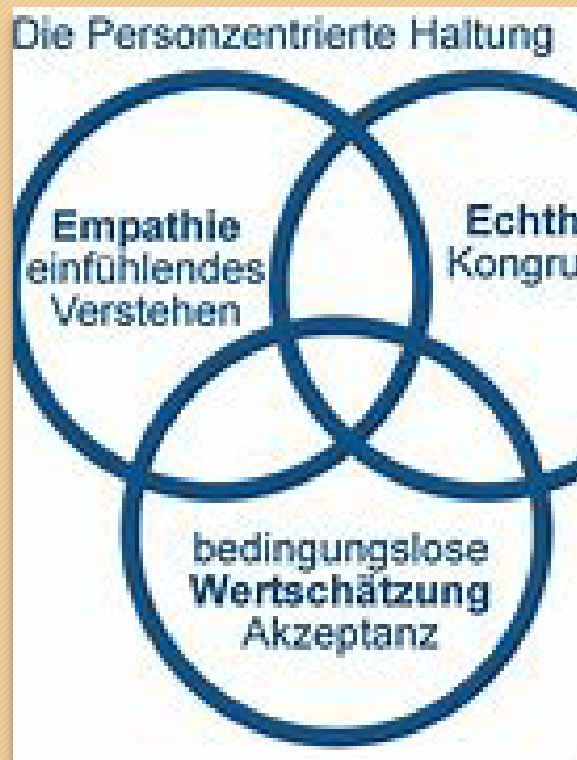 Die Personzentrierte Haltung
Empathie
einfühlendes
Verstehen
Echth
Kongru
bedingungslose
Wertschätzung
Akzeptanz